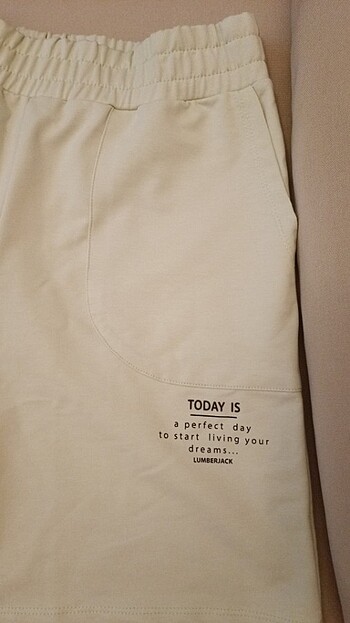 TODAY IS
a perfect day
to start living your
dreams...
LUMBERJACK